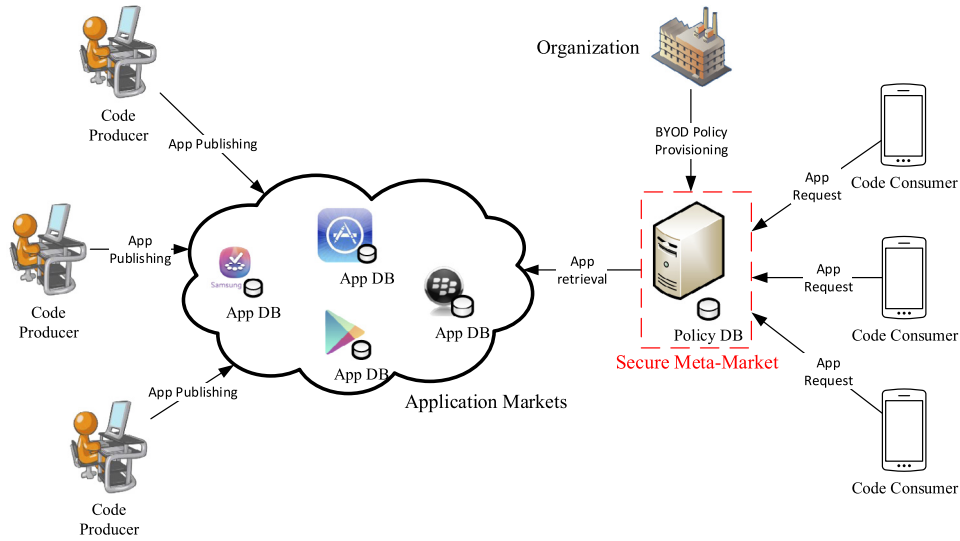 Code
Producer
App Publishing
Organization
BYOD Policy
Provisioning
App
Request
Code Consumer
Code
Producer
App
Publishing
Samsung
App DB
App DB
App DB
App DB
Application Markets
App
retrieval
Policy DB
Secure Meta-Market
App
Request
Code Consumer
App Publishing
Code
Producer
App
Request
Code Consumer